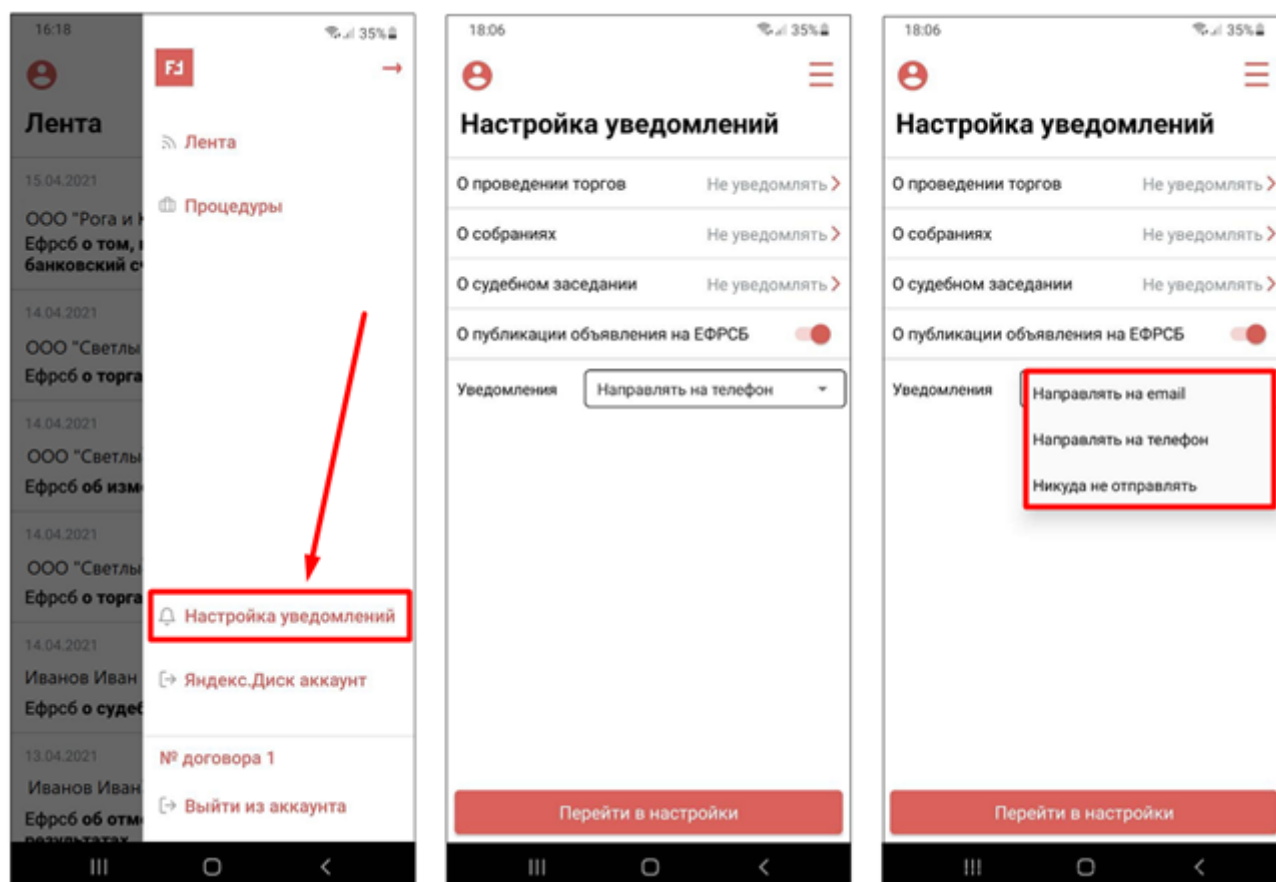 16:18
35%
Лента
15.04.2021
ООО "Рога и
Ефрсб о том,
банковский
14.04.2021
ООО "Светлы
Ефрсб о торга
14.04.2021
ООО "Светлы
Ефрсб об изм
14.04.2021
ООО "Светлы
Ефрсб о торга
14.04.2021
Иванов Иван
Ефрсб о судеб
13.04.2021
Иванов Иван
Ефрсб об отм
результатах
Лента
Процедуры
Настройка уведомлений
Яндекс.Диск аккаунт
№ договора 1
Выйти из аккаунта
18:06
35%
Настройка уведомлений
О проведении торгов Не уведомлять
О собраниях Не уведомлять
О судебном заседании Не уведомлять
О публикации объявления на ЕФРСБ
Уведомления Направлять на телефон
Перейти в настройки
18:06
35%
Настройка уведомлений
О проведении торгов Не уведомлять
О собраниях Не уведомлять
О судебном заседании Не уведомлять
О публикации объявления на ЕФРСБ
Уведомления
Направлять на email
Направлять на телефон
Никуда не отправлять
Перейти в настройки